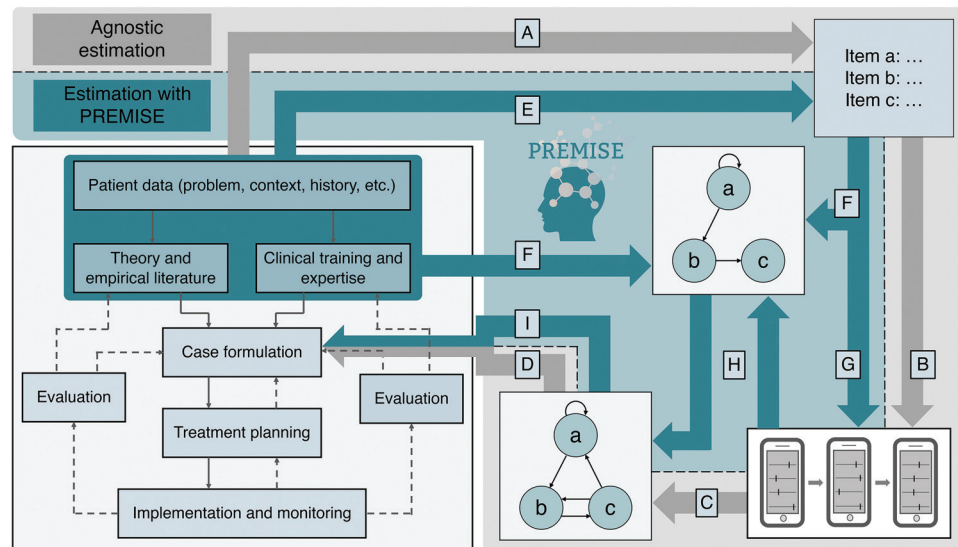 Agnostic
estimation
A
Item a: ...
Item b: ...
Item c: ...
Estimation with
PREMISE
E
PREMISE
Patient data (problem, context, history, etc.)
a
F
Theory and
empirical literature
Clinical training and
expertise
F
b
c
I
Case formulation
D
H
G
B
Evaluation
Evaluation
Treatment planning
a
b
c
C
Implementation and monitoring